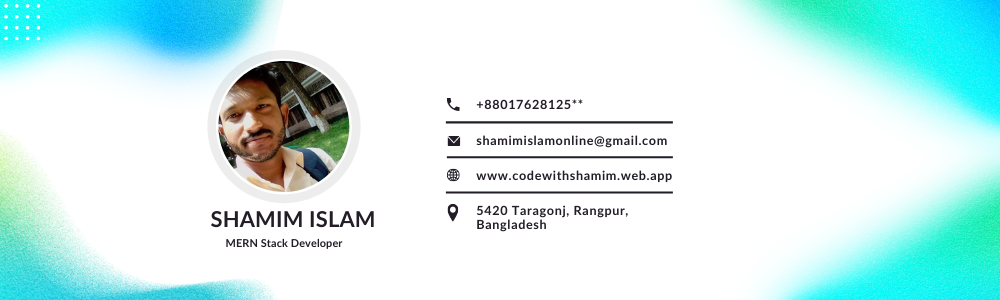 SHAMIM ISLAM
MERN Stack Developer
+88017628125**
shamimislamonline@gmail.com
www.codewithshamim.web.app
5420 Taragonj, Rangpur,
Bangladesh